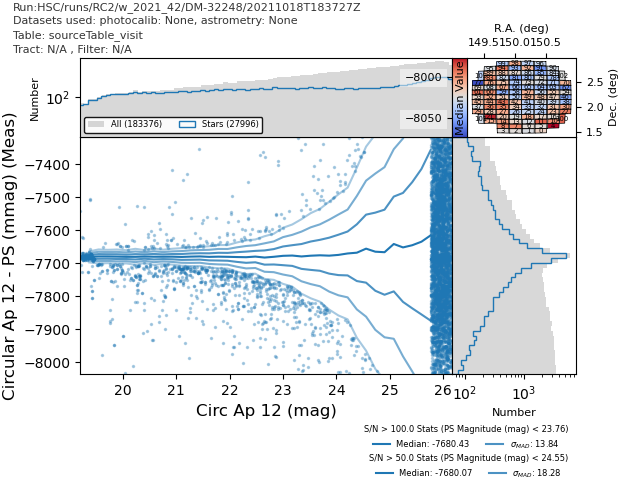 Run:HSC/runs/RC2/w_2021_42/DM-32248/20211018T183727Z
Datasets used: photocalib: None, astrometry: None
Table: sourceTable_visit
Tract: N/A , Filter: N/A
R.A. (deg)
149.5 150.0 150.5
Number
10²
All (183376)
Stars (27996)
−8000
−8050
Median Value
2.5
2.0
1.5
Dec. (deg)
Circular Ap 12 - PS (mmag) (Meas)
−7400
−7500
−7600
−7700
−7800
−7900
−8000
20 21 22 23 24 25 26
Circ Ap 12 (mag)
10² 10³
Number
S/N > 100.0 Stats (PS Magnitude (mag) < 23.76)
Median: -7680.43 σMAD: 13.84
S/N > 50.0 Stats (PS Magnitude (mag) < 24.55)
Median: -7680.07 σMAD: 18.28